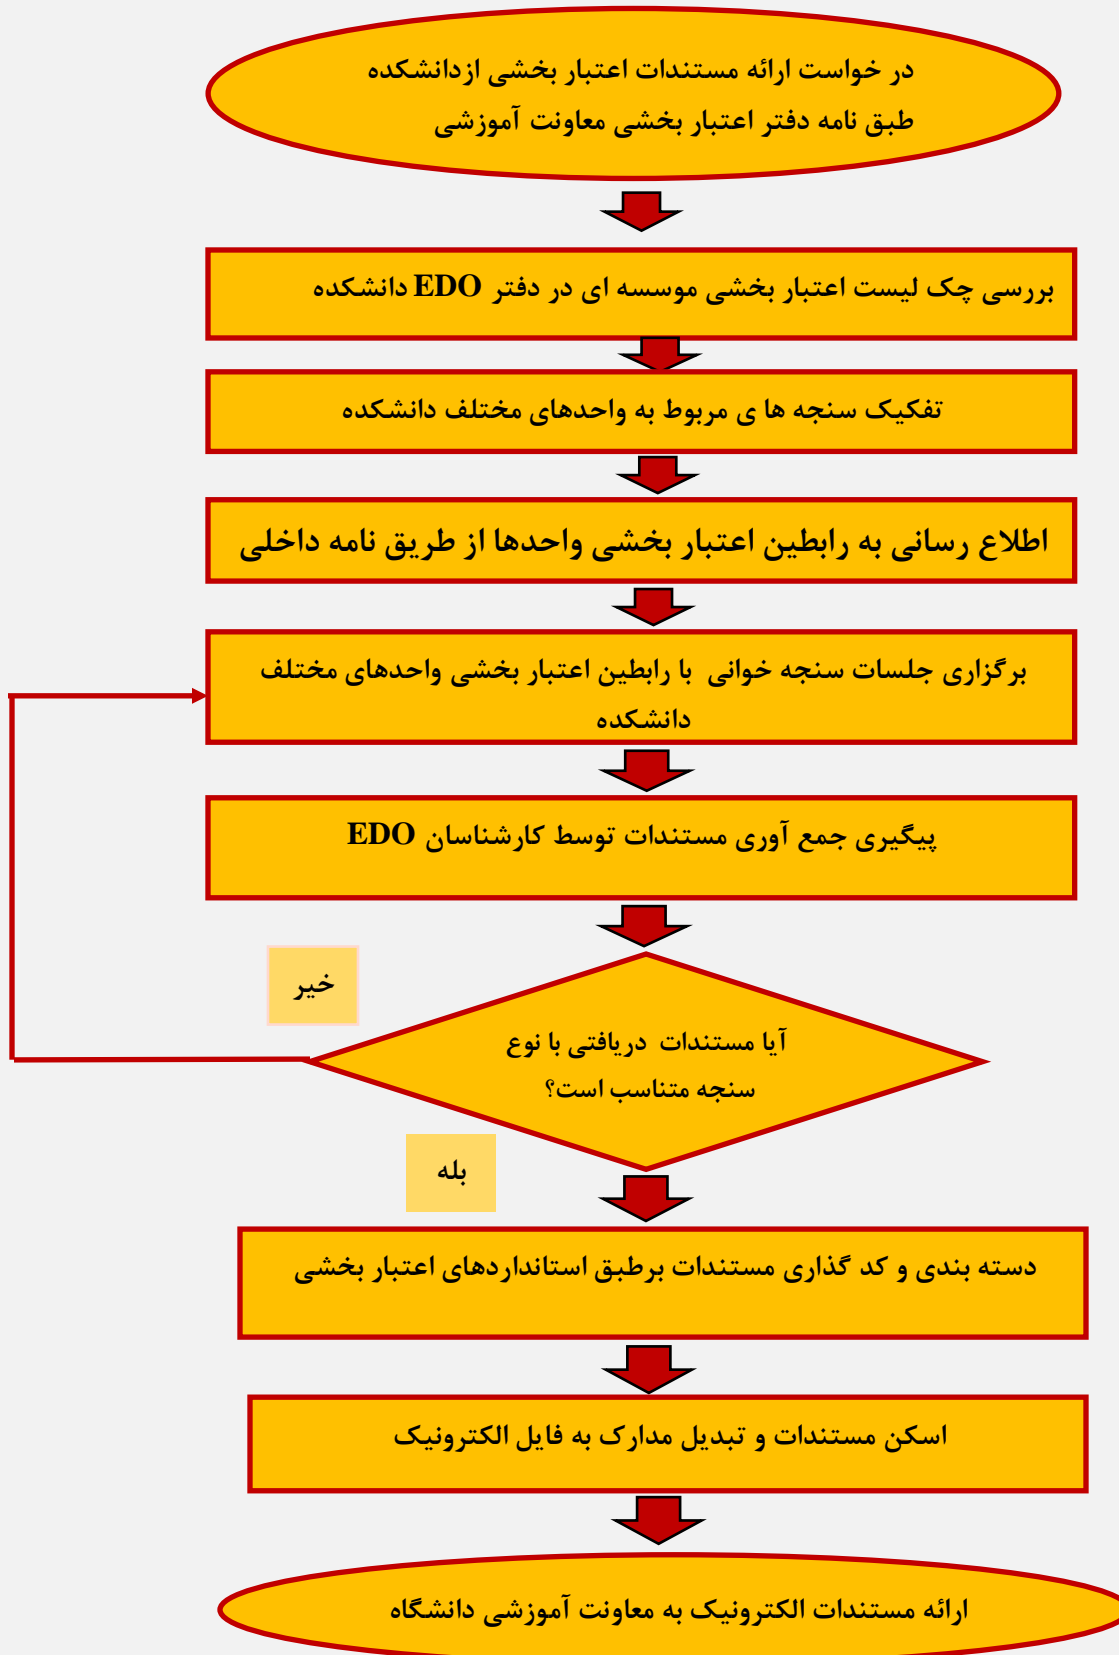 در خواست ارائه مستندات اعتبار بخشی ازدانشکده
طبق نامه دفتر اعتبار بخشی معاونت آموزشی
بررسی چک لیست اعتبار بخشی موسسه ای در دفتر EDO دانشکده
تفکیک سنجه ها ی مربوط به واحدهای مختلف دانشکده
اطلاع رسانی به رابطین اعتبار بخشی واحدها از طریق نامه داخلی
برگزاری جلسات سنجه خوانی با رابطین اعتبار بخشی واحدهای مختلف
دانشکده
پیگیری جمع آوری مستندات توسط کارشناسان EDO
خیر
آیا مستندات دریافتی با نوع
سنجه متناسب است؟
بله
دسته بندی و کد گذاری مستندات برطبق استانداردهای اعتبار بخشی
اسکن مستندات و تبدیل مدارک به فایل الکترونیک
ارائه مستندات الکترونیک به معاونت آموزشی دانشگاه